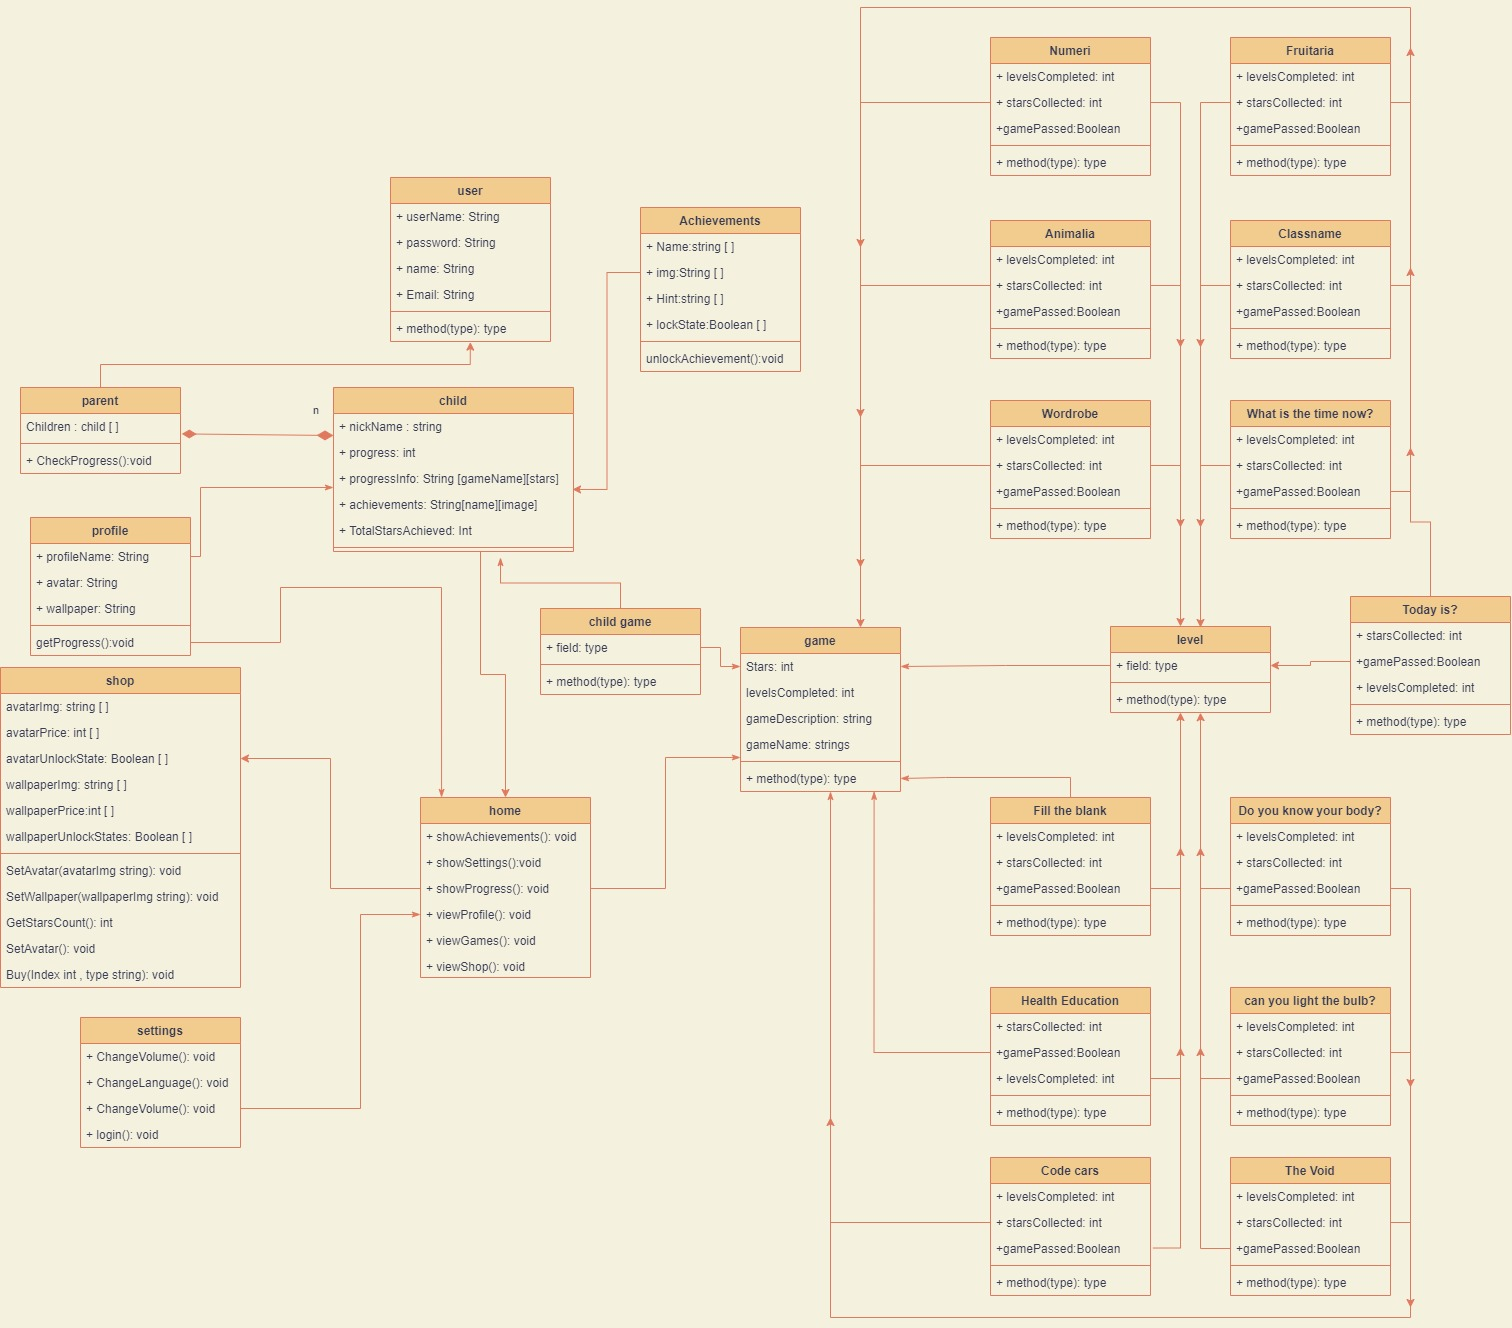 user
+ userName: String
+ password: String
+ name: String
+ Email: String
+ method(type): type
Achievements
+ Name:string [ ]
+ img:String [ ]
+ Hint:string [ ]
+ lockState:Boolean [ ]
unlockAchievement():void
parent
Children : child [ ]
+ CheckProgress():void
n
child
+ nickName : string
+ progress: int
+ progressInfo: String [gameName][stars]
+ achievements: String[name][image]
+ TotalStarsAchieved: Int
profile
+ profileName: String
+ avatar: String
+ wallpaper: String
getProgress():void
shop
avatarImg: string [ ]
avatarPrice: int [ ]
avatarUnlockState: Boolean [ ]
wallpaperImg: string [ ]
wallpaperPrice:int [ ]
wallpaperUnlockStates: Boolean [ ]
SetAvatar(avatarImg string): void
SetWallpaper(wallpaperImg string): void
GetStarsCount(): int
SetAvatar(): void
Buy(Index int , type string): void
settings
+ ChangeVolume(): void
+ ChangeLanguage(): void
+ ChangeVolume(): void
+ login(): void
home
+ showAchievements(): void
+ showSettings():void
+ showProgress(): void
+ viewProfile(): void
+ viewGames(): void
+ viewShop(): void
child game
+ field: type
+ method(type): type
game
Stars: int
levelsCompleted: int
gameDescription: string
gameName: strings
+ method(type): type
Numeri
+ levelsCompleted: int
+ starsCollected: int
+gamePassed:Boolean
+ method(type): type
Fruitaria
+ levelsCompleted: int
+ starsCollected: int
+gamePassed:Boolean
+ method(type): type
Animalia
+ levelsCompleted: int
+ starsCollected: int
+gamePassed:Boolean
+ method(type): type
Classname
+ levelsCompleted: int
+ starsCollected: int
+gamePassed:Boolean
+ method(type): type
Wordrobe
+ levelsCompleted: int
+ starsCollected: int
+gamePassed:Boolean
+ method(type): type
What is the time now?
+ levelsCompleted: int
+ starsCollected: int
+gamePassed:Boolean
+ method(type): type
level
+ field: type
+ method(type): type
Today is?
+ starsCollected: int
+gamePassed:Boolean
+ levelsCompleted: int
+ method(type): type
Fill the blank
+ levelsCompleted: int
+ starsCollected: int
+gamePassed:Boolean
+ method(type): type
Do you know your body?
+ levelsCompleted: int
+ starsCollected: int
+gamePassed:Boolean
+ method(type): type
Health Education
+ starsCollected: int
+gamePassed:Boolean
+ levelsCompleted: int
+ method(type): type
can you light the bulb?
+ levelsCompleted: int
+ starsCollected: int
+gamePassed:Boolean
+ method(type): type
Code cars
+ levelsCompleted: int
+ starsCollected: int
+gamePassed:Boolean
+ method(type): type
The Void
+ levelsCompleted: int
+ starsCollected: int
+gamePassed:Boolean
+ method(type): type